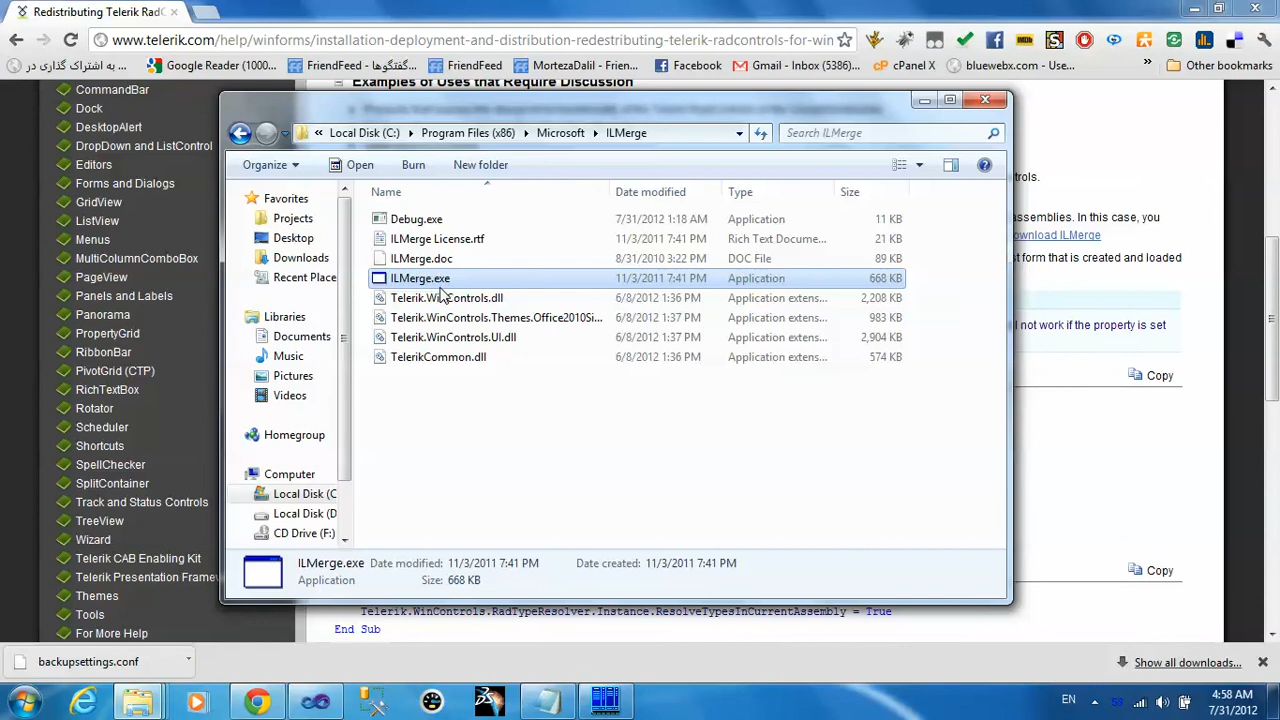 Redistributing Telerik RadC
www.telerik.com/help/winforms/installation-deployment-and-distribution-redestributing-telerik-radcontrols-for-win
به اشتراک گذاری در
Google Reader (1000...
FriendFeed / گفتگوها...
FriendFeed
MortezaDalil - Frien...
Facebook
Gmail - Inbox (5386)...
cPanel X
bluewebx.com - Use...
»
Other bookmarks
CommandBar
Dock
DesktopAlert
DropDown and ListControl
Editors
Forms and Dialogs
GridView
ListView
Menus
MultiColumnComboBox
PageView
Panels and Labels
Panorama
PropertyGrid
RibbonBar
PivotGrid (CTP)
RichTextBox
Rotator
Scheduler
Shortcuts
SpellChecker
SplitContainer
Track and Status Controls
TreeView
Wizard
Telerik CAB Enabling Kit
Telerik Presentation Framew
Themes
Tools
For More Help
Examples of Uses that Require Discussion
ntrols.
assemblies. In this case, you
ownload ILMerge
st form that is created and loaded
l not work if the property is set
Copy
Copy
Telerik.WinControls.RadTypeResolver.Instance.ResolveTypesInCurrentAssembly = True
End Sub
« Local Disk (C:) Program Files (x86) Microsoft ILMerge
Search ILMerge
Organize Open Burn New folder
Favorites
Projects
Desktop
Downloads
Recent Place
Libraries
Documents
Music
Pictures
Videos
Homegroup
Computer
Local Disk (C
Local Disk (D
CD Drive (F:)
Name Date modified Type Size
Debug.exe 7/31/2012 1:18 AM Application 11 KB
ILMerge License.rtf 11/3/2011 7:41 PM Rich Text Docume... 21 KB
ILMerge.doc 8/31/2010 3:22 PM DOC File 89 KB
ILMerge.exe 11/3/2011 7:41 PM Application 668 KB
Telerik.WinControls.dll 6/8/2012 1:36 PM Application extens... 2,208 KB
Telerik.WinControls.Themes.Office2010Si... 6/8/2012 1:37 PM Application extens... 983 KB
Telerik.WinControls.UI.dll 6/8/2012 1:37 PM Application extens... 2,904 KB
TelerikCommon.dll 6/8/2012 1:36 PM Application extens... 574 KB
ILMerge.exe Date modified: 11/3/2011 7:41 PM Date created: 11/3/2011 7:41 PM
Application Size: 668 KB
backupsettings.conf
Show all downloads...
EN
58
4:58 AM
7/31/2012